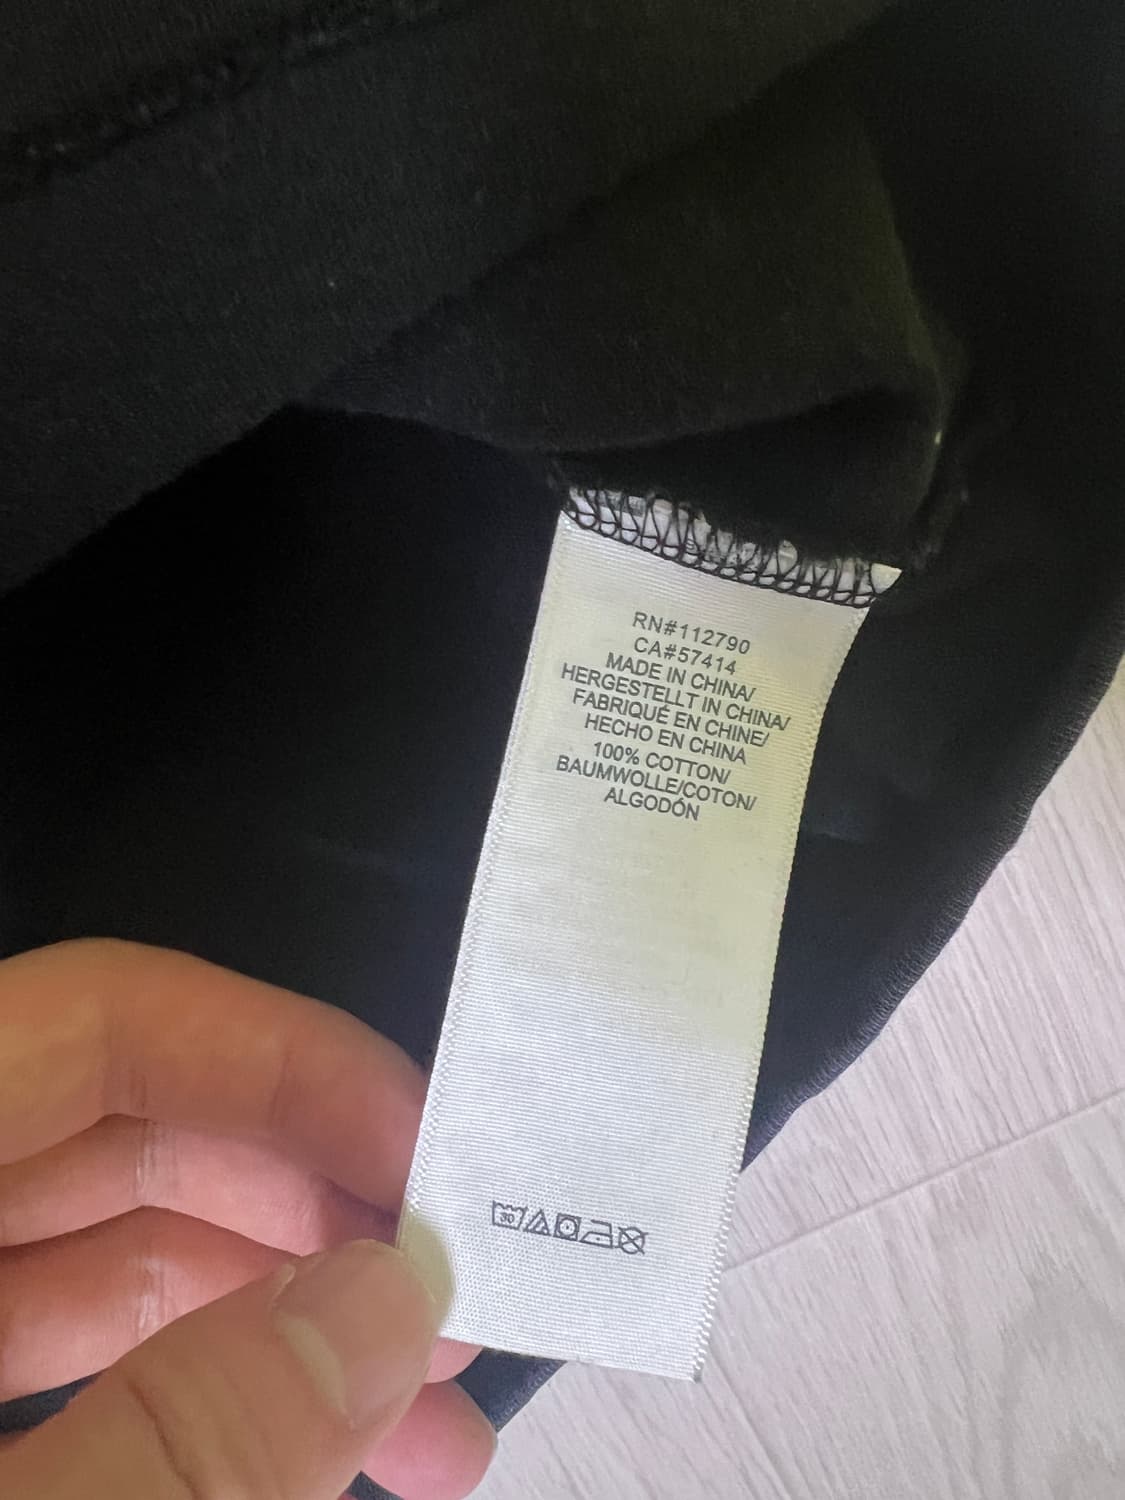 RN#112790
CA#57414
MADE IN CHINA/
HERGESTELLT IN CHINA/
FABRIQUÉ EN CHINE/
HECHO EN CHINA
100% COTTON/
BAUMWOLLE/COTON/
ALGODÓN
30